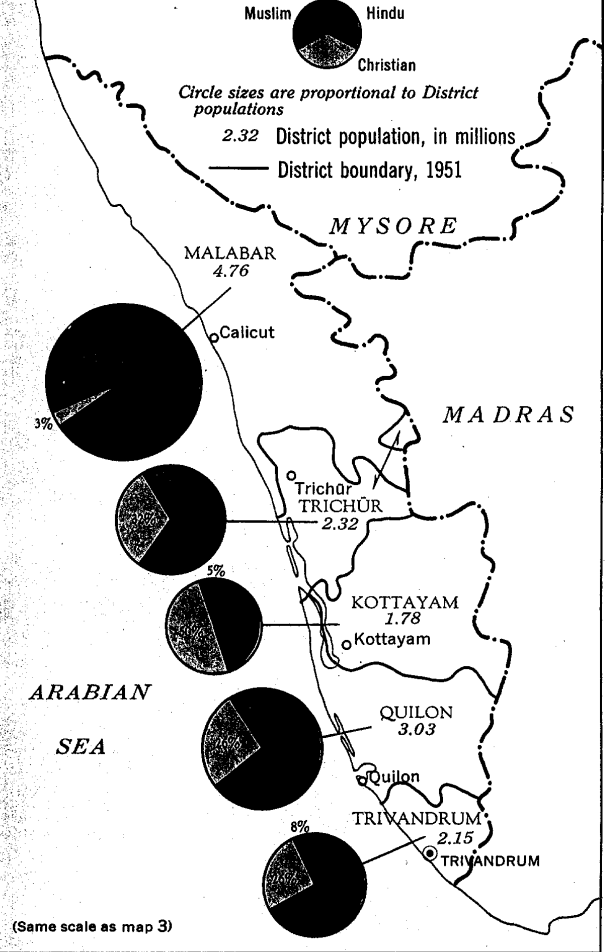 Muslim
Hindu
Christian
Circle sizes are proportional to District
populations
2.32 District population, in millions
District boundary, 1951
MYSORE
MALABAR
4.76
Calicut
3%
MADRAS
Trichūr
TRICHŪR
2.32
5%
KOTTAYAM
1.78
Kottayam
ARABIAN
SEA
QUILON
3.03
Quilon
TRIVANDRUM
2.15
8%
TRIVANDRUM
(Same scale as map 3)